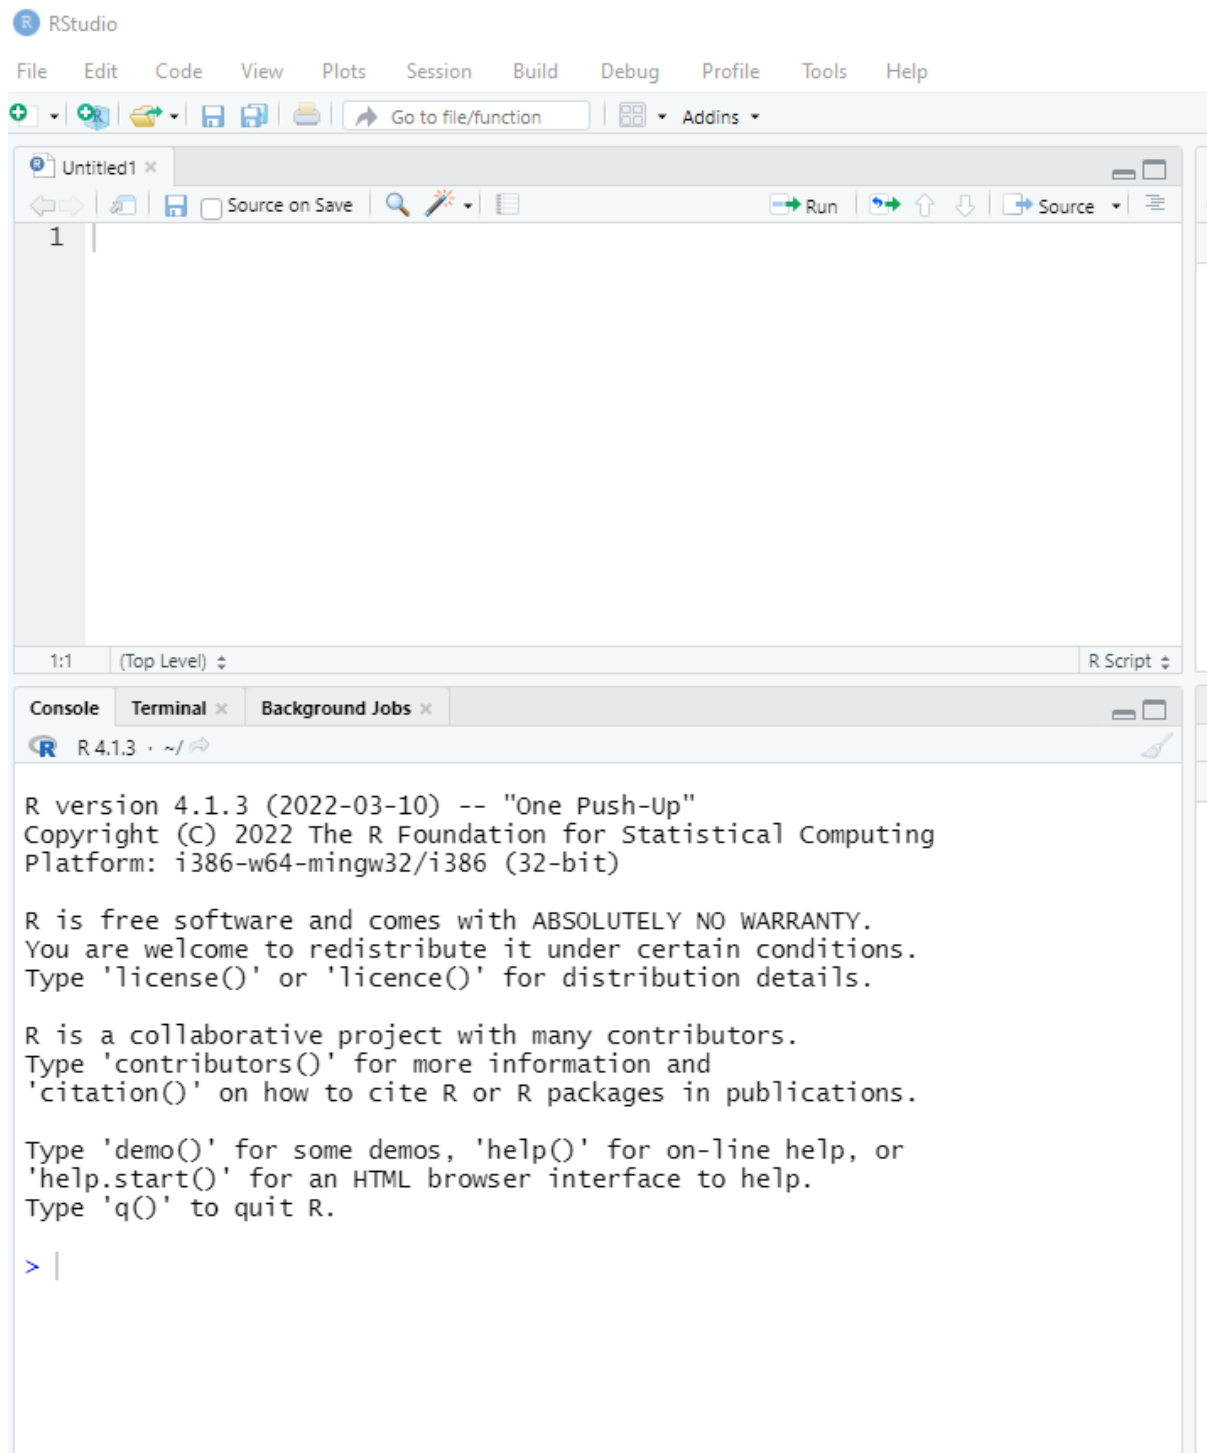 RStudio
File Edit Code View Plots Session Build Debug Profile Tools Help
Go to file/function Addins
Untitled1
Source on Save Run Source
1
1:1 (Top Level) R Script
Console Terminal Background Jobs
R 4.1.3 · ~/
R version 4.1.3 (2022-03-10) -- "One Push-Up"
Copyright (C) 2022 The R Foundation for Statistical Computing
Platform: i386-w64-mingw32/i386 (32-bit)
R is free software and comes with ABSOLUTELY NO WARRANTY.
You are welcome to redistribute it under certain conditions.
Type 'license()' or 'licence()' for distribution details.
R is a collaborative project with many contributors.
Type 'contributors()' for more information and
'citation()' on how to cite R or R packages in publications.
Type 'demo()' for some demos, 'help()' for on-line help, or
'help.start()' for an HTML browser interface to help.
Type 'q()' to quit R.
>